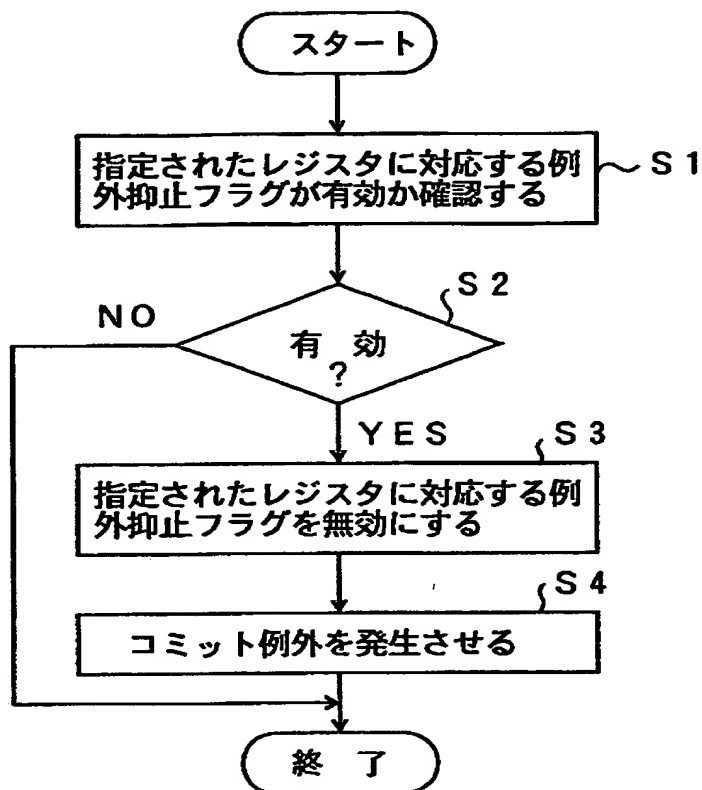 スタート
指定されたレジスタに対応する例
外抑止フラグが有効か確認する
S1
S2
NO
有 効
?
YES
S3
指定されたレジスタに対応する例
外抑止フラグを無効にする
S4
コミット例外を発生させる
終 了